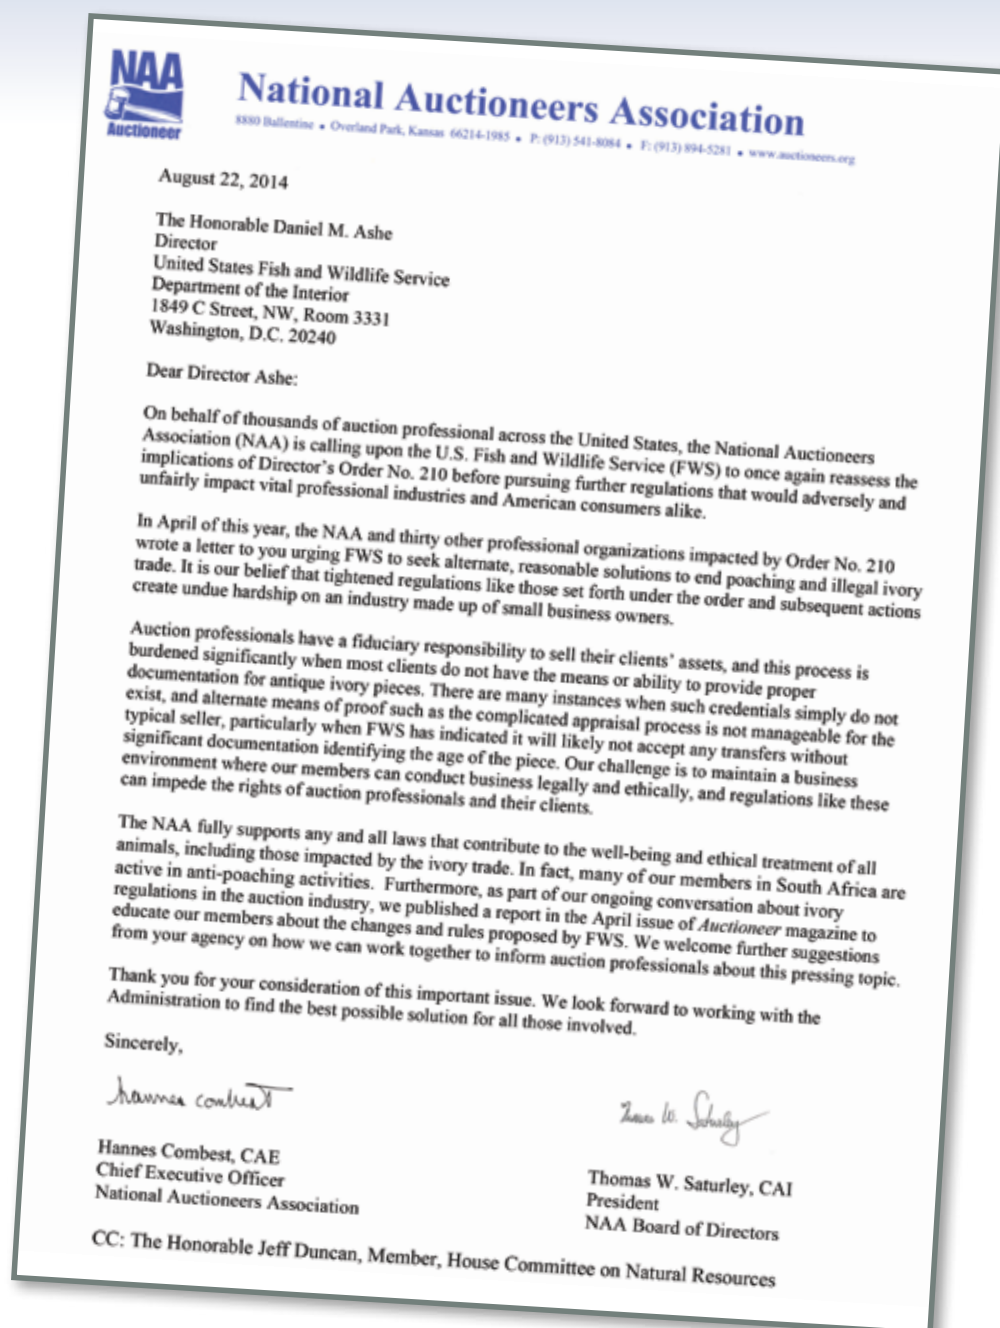 NAA
Auctioneer
National Auctioneers Association
8880 Ballentine • Overland Park, Kansas 66214-1985 • P: (913) 541-8084 • F: (913) 894-5281 • www.auctioneers.org
August 22, 2014
The Honorable Daniel M. Ashe
Director
United States Fish and Wildlife Service
Department of the Interior
1849 C Street, NW, Room 3331
Washington, D.C. 20240
Dear Director Ashe:
On behalf of thousands of auction professional across the United States, the National Auctioneers
Association (NAA) is calling upon the U.S. Fish and Wildlife Service (FWS) to once again reassess the
implications of Director's Order No. 210 before pursuing further regulations that would adversely and
unfairly impact vital professional industries and American consumers alike.
In April of this year, the NAA and thirty other professional organizations impacted by Order No. 210
wrote a letter to you urging FWS to seek alternate, reasonable solutions to end poaching and illegal ivory
trade. It is our belief that tightened regulations like those set forth under the order and subsequent actions
create undue hardship on an industry made up of small business owners.
Auction professionals have a fiduciary responsibility to sell their clients' assets, and this process is
burdened significantly when most clients do not have the means or ability to provide proper
documentation for antique ivory pieces. There are many instances when such credentials simply do not
exist, and alternate means of proof such as the complicated appraisal process is not manageable for the
typical seller, particularly when FWS has indicated it will likely not accept any transfers without
significant documentation identifying the age of the piece. Our challenge is to maintain a business
environment where our members can conduct business legally and ethically, and regulations like these
can impede the rights of auction professionals and their clients.
The NAA fully supports any and all laws that contribute to the well-being and ethical treatment of all
animals, including those impacted by the ivory trade. In fact, many of our members in South Africa are
active in anti-poaching activities. Furthermore, as part of our ongoing conversation about ivory
regulations in the auction industry, we published a report in the April issue of Auctioneer magazine to
educate our members about the changes and rules proposed by FWS. We welcome further suggestions
from your agency on how we can work together to inform auction professionals about this pressing topic.
Thank you for your consideration of this important issue. We look forward to working with the
Administration to find the best possible solution for all those involved.
Sincerely,
hannes combest
Thomas W. Saturley
Hannes Combest, CAE
Chief Executive Officer
National Auctioneers Association
Thomas W. Saturley, CAI
President
NAA Board of Directors
CC: The Honorable Jeff Duncan, Member, House Committee on Natural Resources